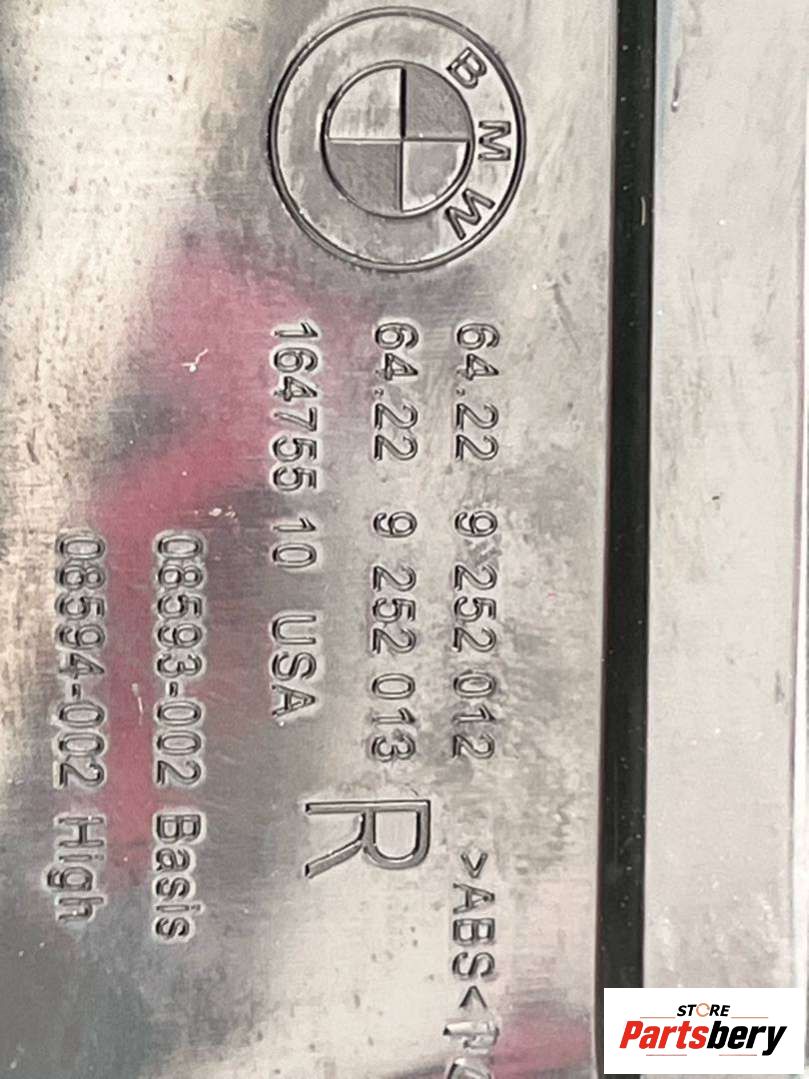 BMW
64.22 9 252 012 >ABS<
64.22 9 252 013 R
164755 10 USA
08593-002 Basis
08594-002 High
STORE
Partsbery